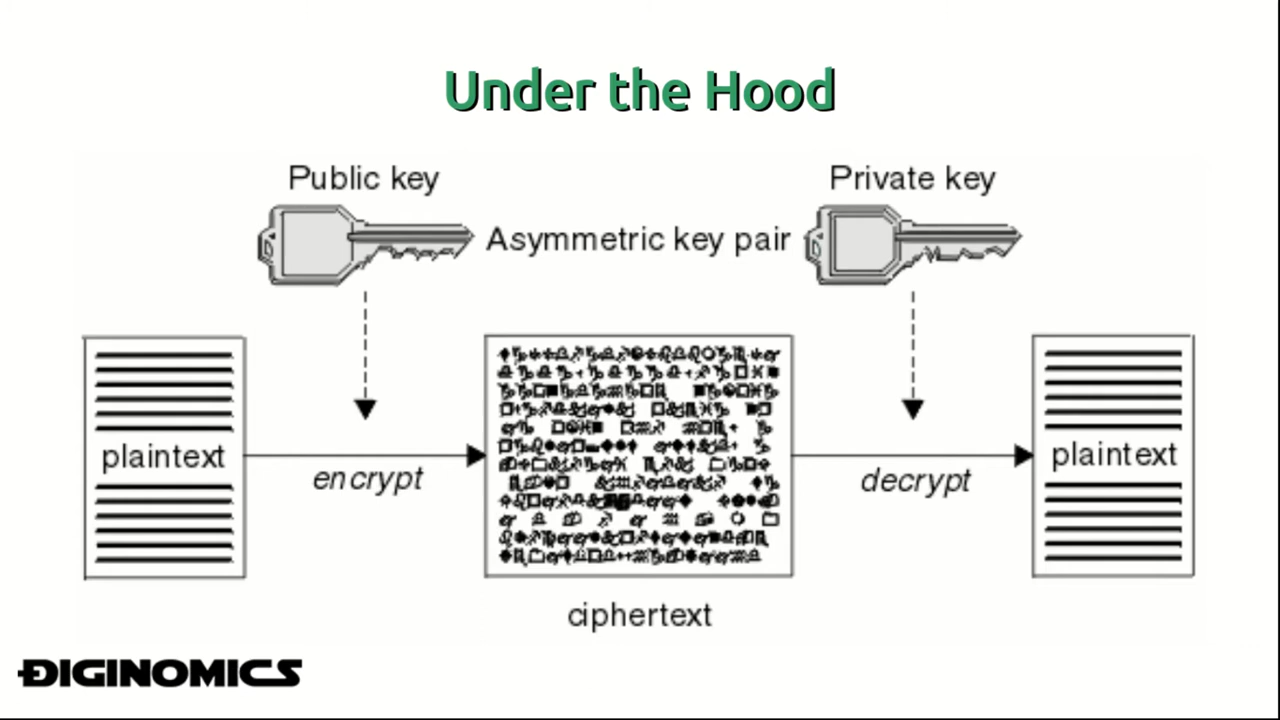 Under the Hood
Public key
Private key
Asymmetric key pair
plaintext
encrypt
decrypt
plaintext
ciphertext
DIGINOMICS